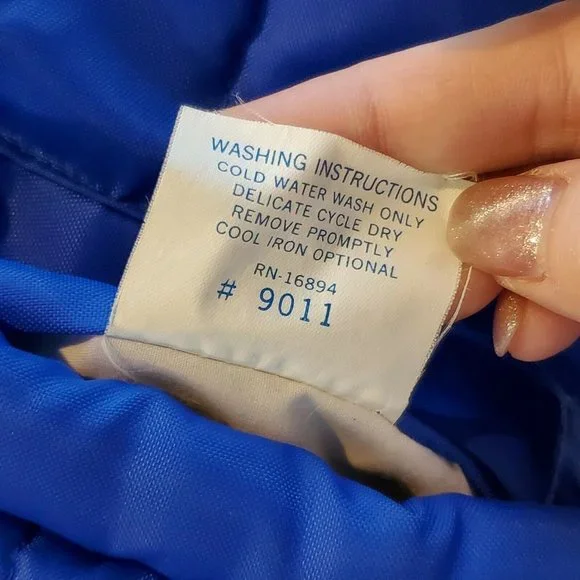 WASHING INSTRUCTIONS
COLD WATER WASH ONLY
DELICATE CYCLE DRY
REMOVE PROMPTLY
COOL IRON OPTIONAL
RN-16894
# 9011